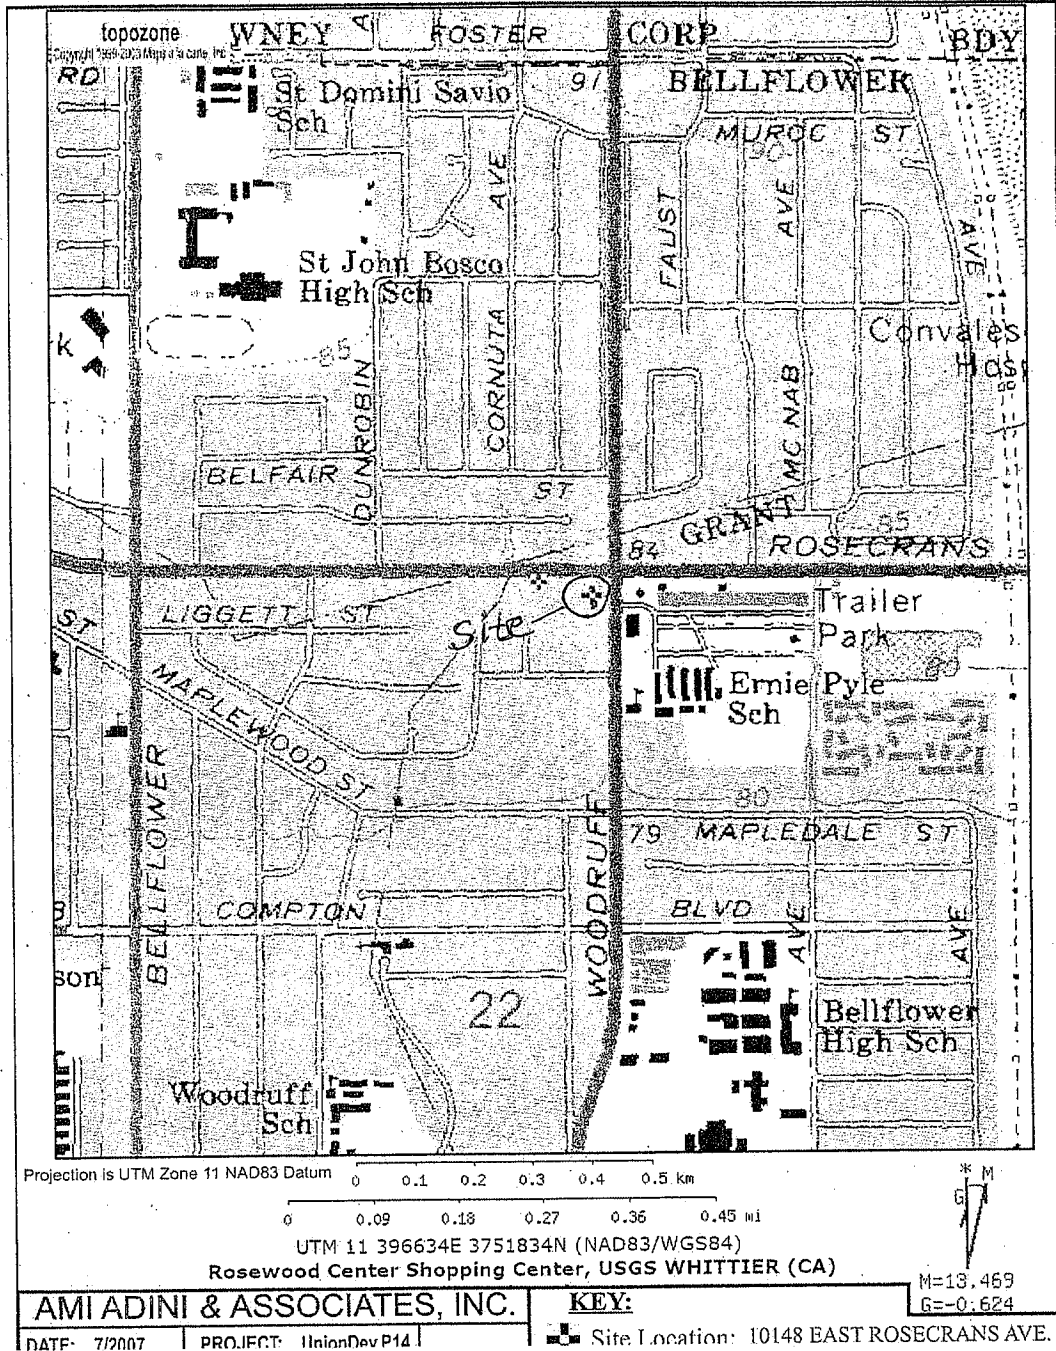 topozone
WNEY
FOSTER
CORP
BDY
RD
St Domini Savio
Sch
91
BELLFLOWER
MUROC ST
90
AVE
FAUST
AVE
AVE
St John Bosco
High Sch
k
85
DUNROBIN
CORNUTA
MC NAB
Convales
Hosp
BELFAIR
ST
GRANT
84
85
ROSECRANS
ST
LIGGETT ST
Site
Trailer
Park
80
Ernie Pyle
Sch
MAPLEWOOD ST
BELLFLOWER
WOODRUFF
80
79 MAPLEDALE ST
COMPTON
BLVD
AVE
AVE
son
22
Bellflower
High Sch
Woodruff
Sch
Projection is UTM Zone 11 NAD83 Datum
0 0.1 0.2 0.3 0.4 0.5 km
0 0.09 0.18 0.27 0.36 0.45 mi
UTM 11 396634E 3751834N (NAD83/WGS84)
Rosewood Center Shopping Center, USGS WHITTIER (CA)
* M
G
M=13.469
G=-0.624
AMI ADINI & ASSOCIATES, INC.
KEY:
DATE: 7/2007 PROJECT: UnionDev P14
Site Location: 10148 EAST ROSECRANS AVE.